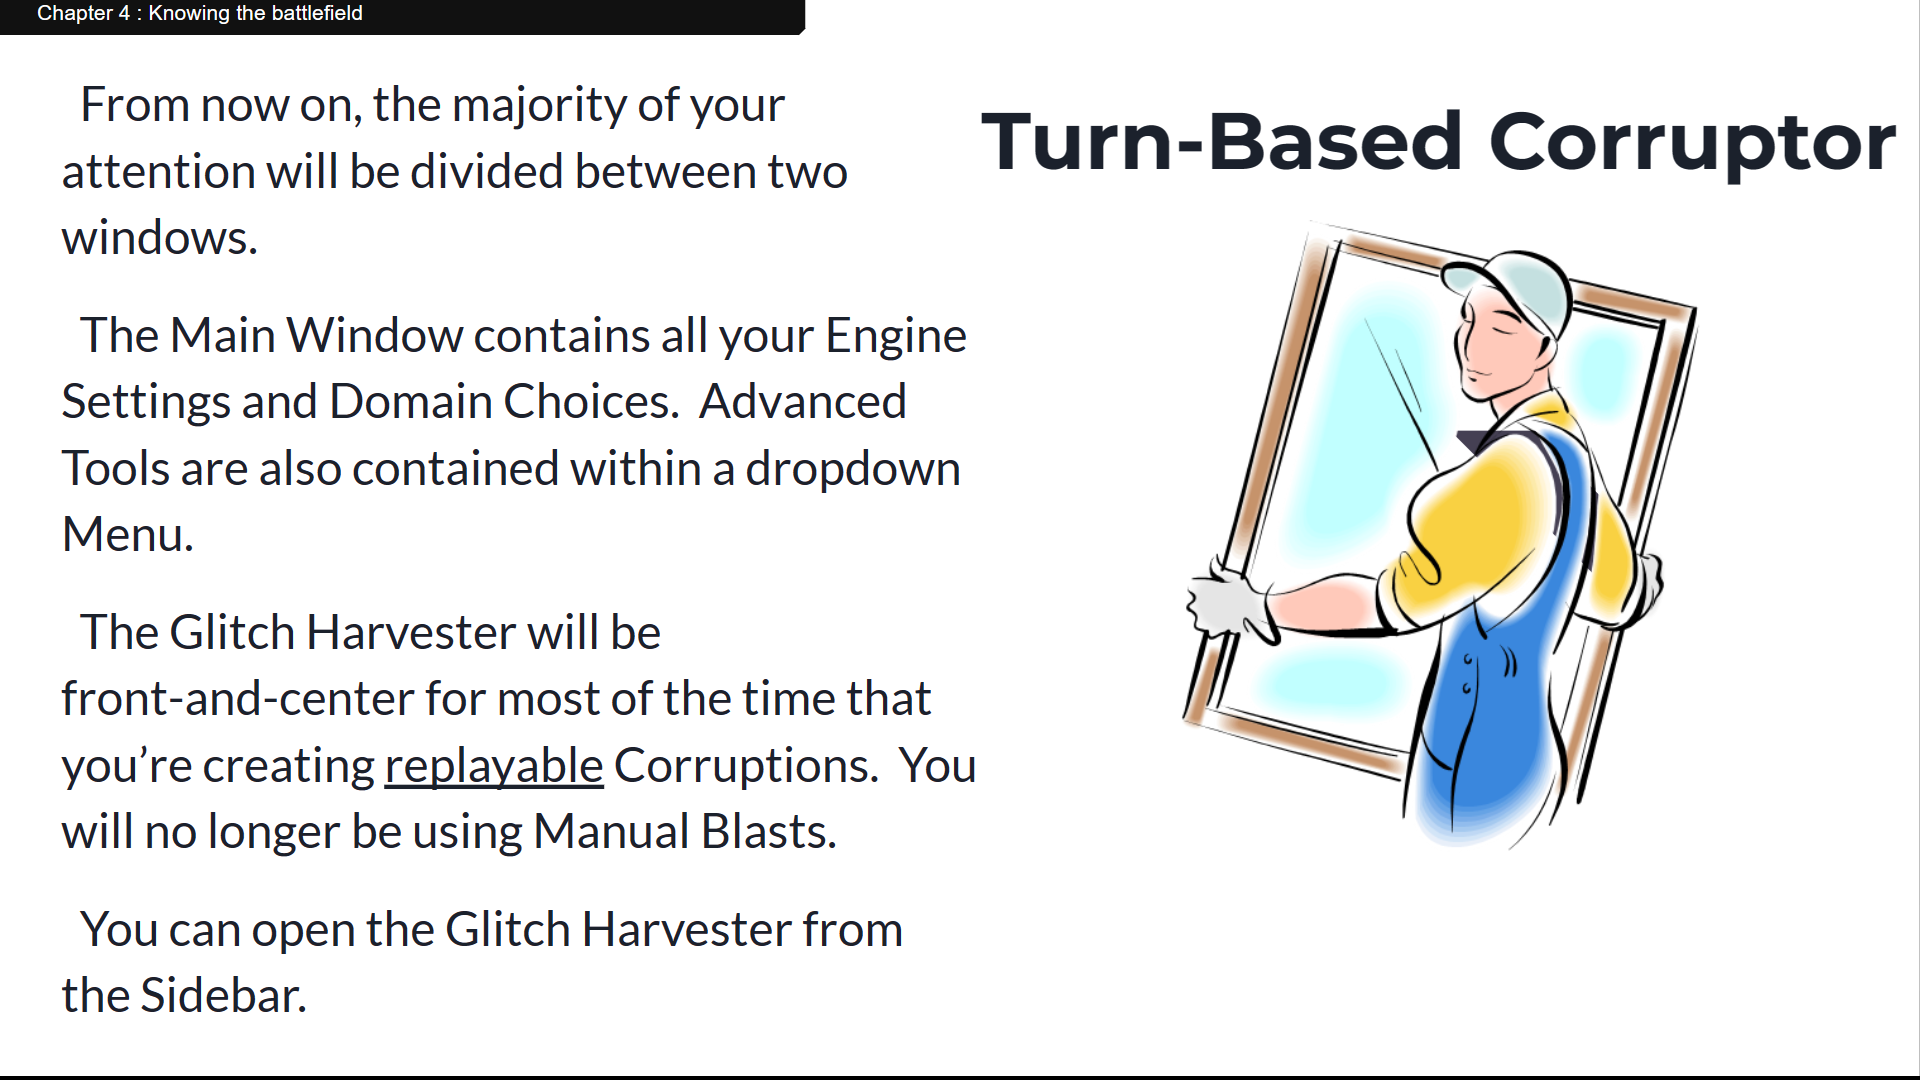 Chapter 4 : Knowing the battlefield
From now on, the majority of your
attention will be divided between two
windows.
The Main Window contains all your Engine
Settings and Domain Choices.  Advanced
Tools are also contained within a dropdown
Menu.
The Glitch Harvester will be
front-and-center for most of the time that
you’re creating replayable Corruptions.  You
will no longer be using Manual Blasts.
You can open the Glitch Harvester from
the Sidebar.
Turn-Based Corruptor